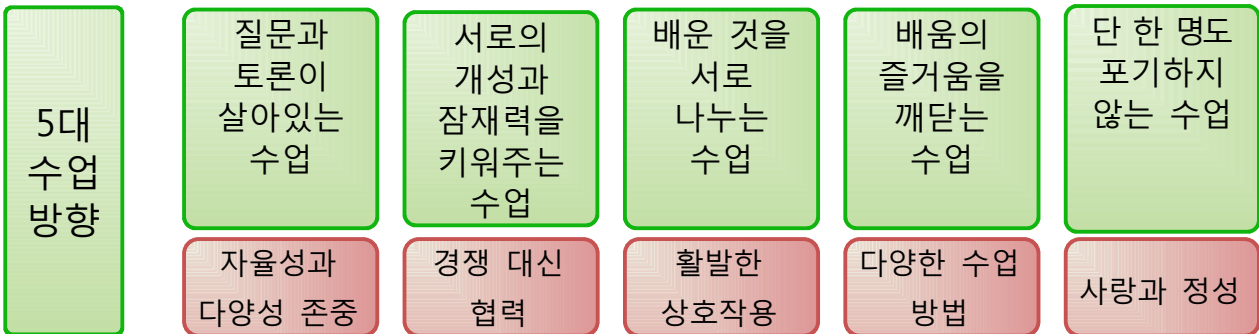 5대
수업
방향
질문과
토론이
살아있는
수업
서로의
개성과
잠재력을
키워주는
수업
배운 것을
서로
나누는
수업
배움의
즐거움을
깨닫는
수업
단 한 명도
포기하지
않는 수업
자율성과
다양성 존중
경쟁 대신
협력
활발한
상호작용
다양한 수업
방법
사랑과 정성